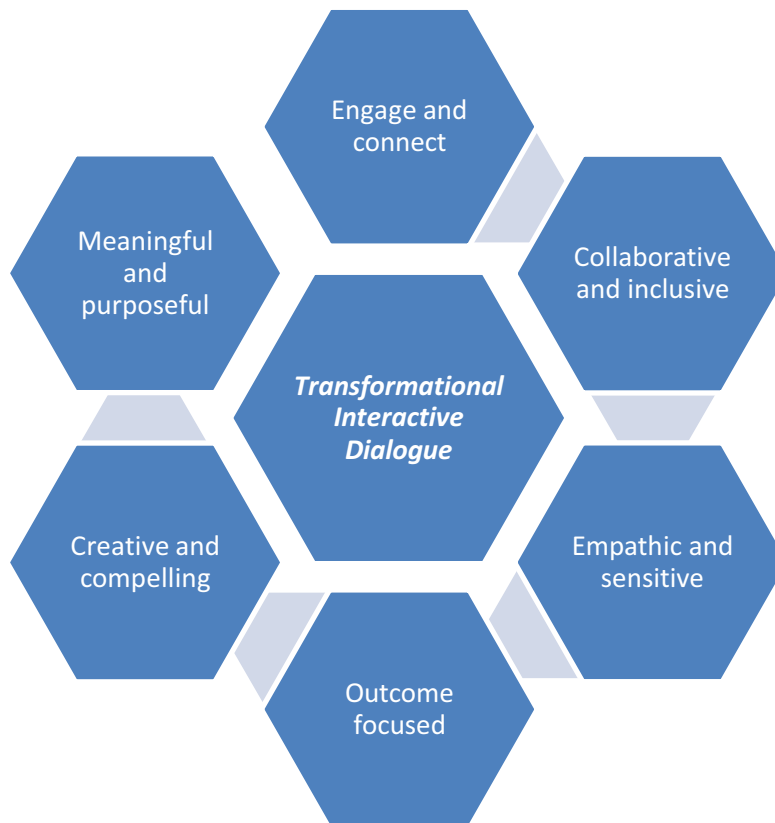 Engage and
connect
Collaborative
and inclusive
Empathic and
sensitive
Outcome
focused
Creative and
compelling
Meaningful
and
purposeful
Transformational
Interactive
Dialogue